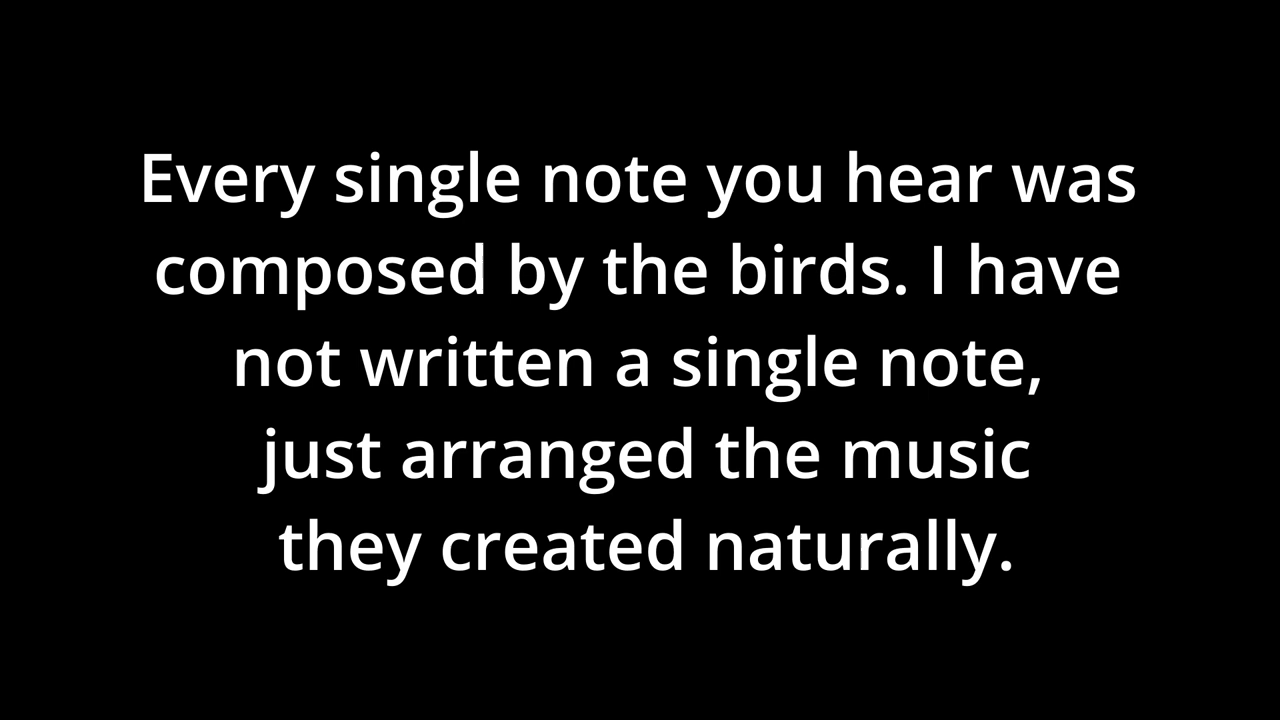 Every single note you hear was
composed by the birds. I have
not written a single note,
just arranged the music
they created naturally.